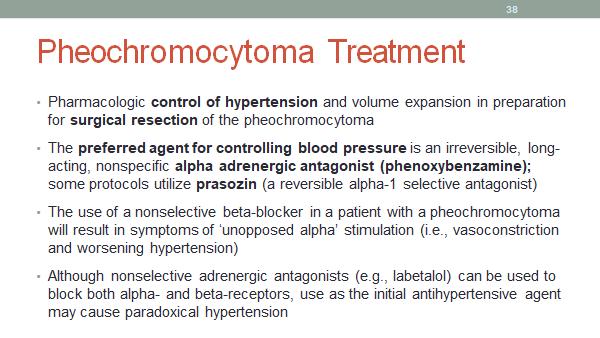 38
Pheochromocytoma Treatment
• Pharmacologic control of hypertension and volume expansion in preparation
for surgical resection of the pheochromocytoma
• The preferred agent for controlling blood pressure is an irreversible, long-
acting, nonspecific alpha adrenergic antagonist (phenoxybenzamine);
some protocols utilize prasozin (a reversible alpha-1 selective antagonist)
• The use of a nonselective beta-blocker in a patient with a pheochromocytoma
will result in symptoms of ‘unopposed alpha’ stimulation (i.e., vasoconstriction
and worsening hypertension)
• Although nonselective adrenergic antagonists (e.g., labetalol) can be used to
block both alpha- and beta-receptors, use as the initial antihypertensive agent
may cause paradoxical hypertension